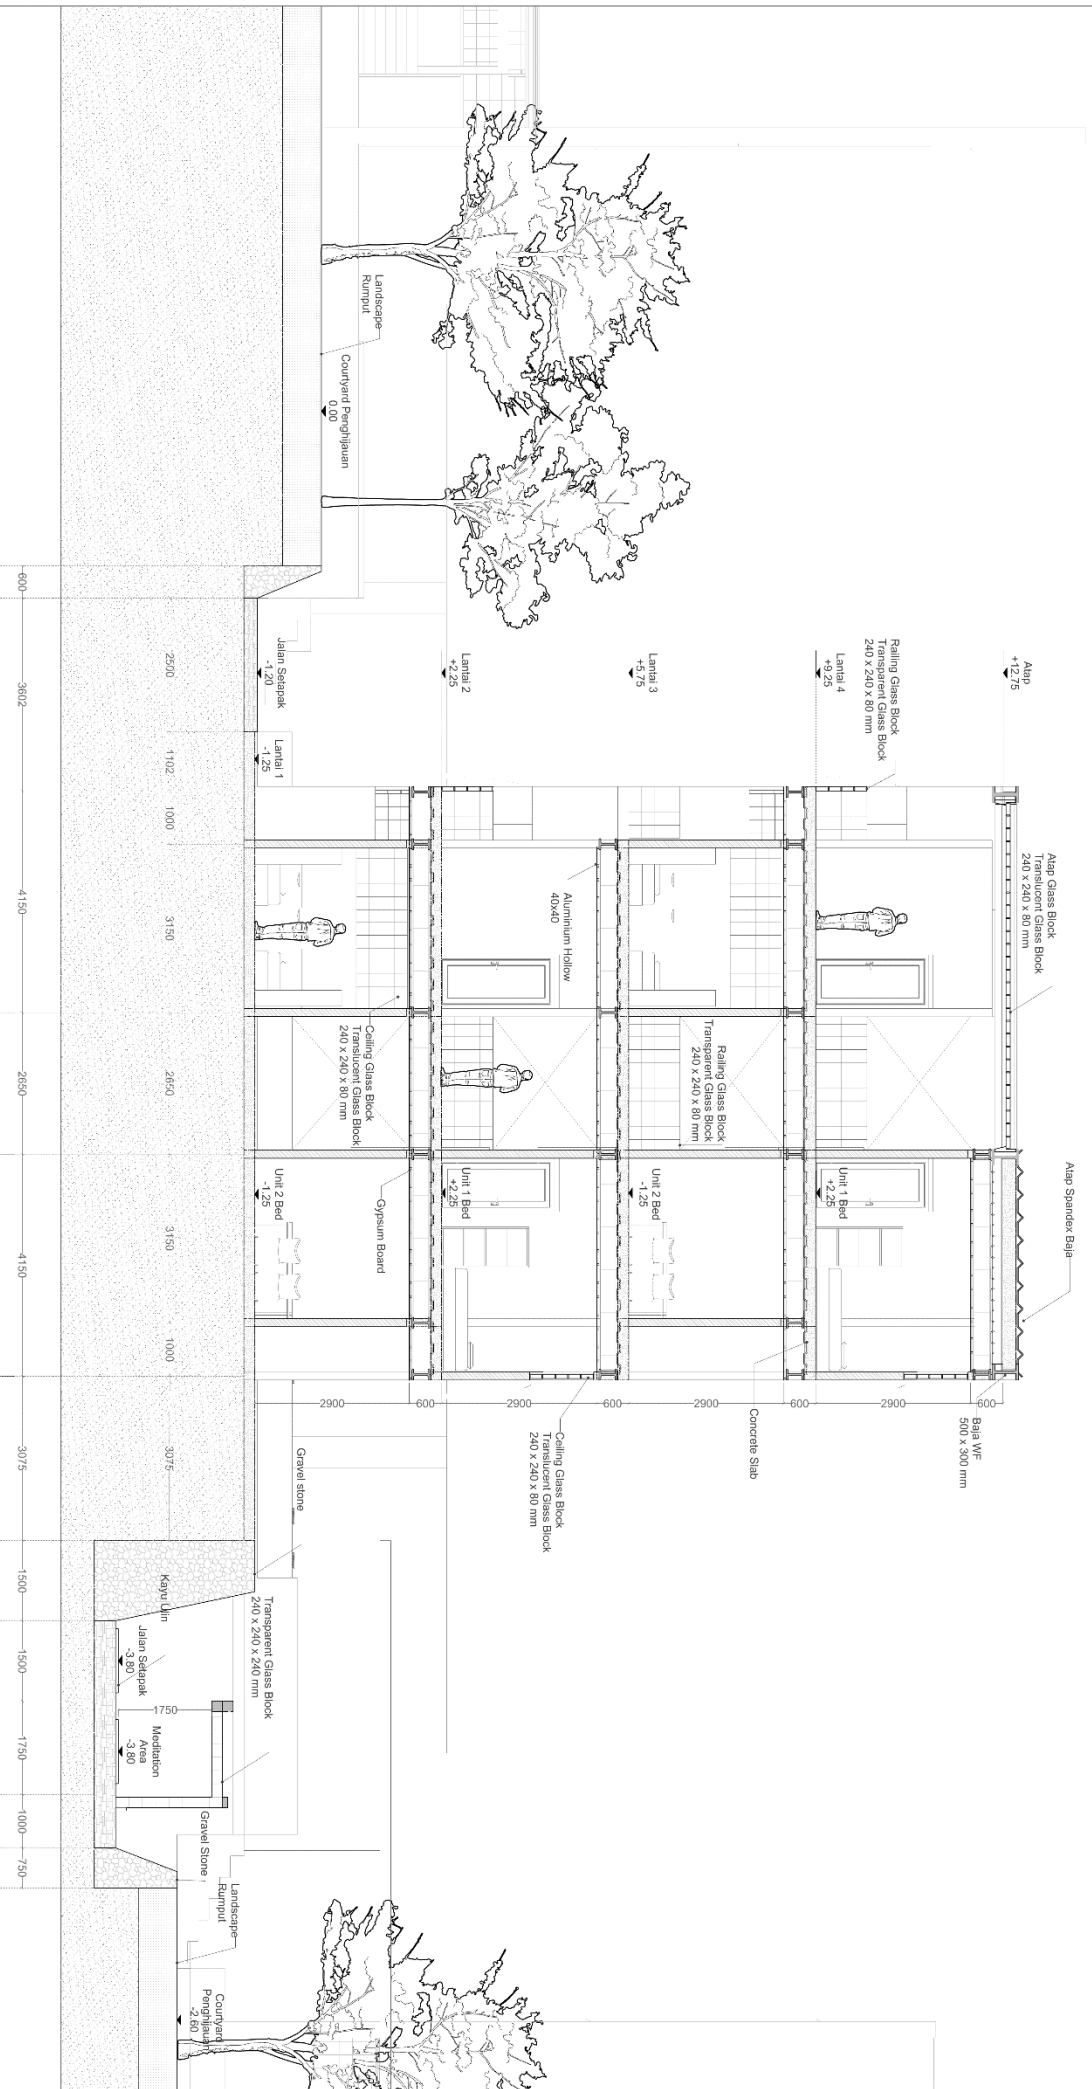 Atap
+12.75
Railing Glass Block
Transparent Glass Block
240 x 240 x 80 mm
Lantai 4
+9.25
Lantai 3
+5.75
Lantai 2
+2.25
Lantai 1
-1.25
Jalan Setapak
-1.20
Landscape
Rumput
Courtyard Penghijauan
0.00
Atap Glass Block
Translucent Glass Block
240 x 240 x 80 mm
Atap Spandex Baja
Aluminium Hollow
40x40
Railing Glass Block
Transparent Glass Block
240 x 240 x 80 mm
Ceiling Glass Block
Translucent Glass Block
240 x 240 x 80 mm
Unit 1 Bed
+2.25
Unit 2 Bed
-1.25
Unit 1 Bed
+2.25
Unit 2 Bed
-1.25
Gypsum Board
600
2900
600
2900
600
2900
600
2900
Baja WF
500 x 300 mm
Concrete Slab
Ceiling Glass Block
Translucent Glass Block
240 x 240 x 80 mm
Gravel stone
Transparent Glass Block
240 x 240 x 240 mm
Kayu Ulin
Jalan Setapak
-3.80
1750
Meditation
Area
-3.80
Gravel Stone
Landscape
Rumput
Courtyard
Penghijauan
-2.60
2500
1102
1000
3150
2650
3150
1000
3075
600
3602
4150
2650
4150
3075
1500
1500
1750
1000
750